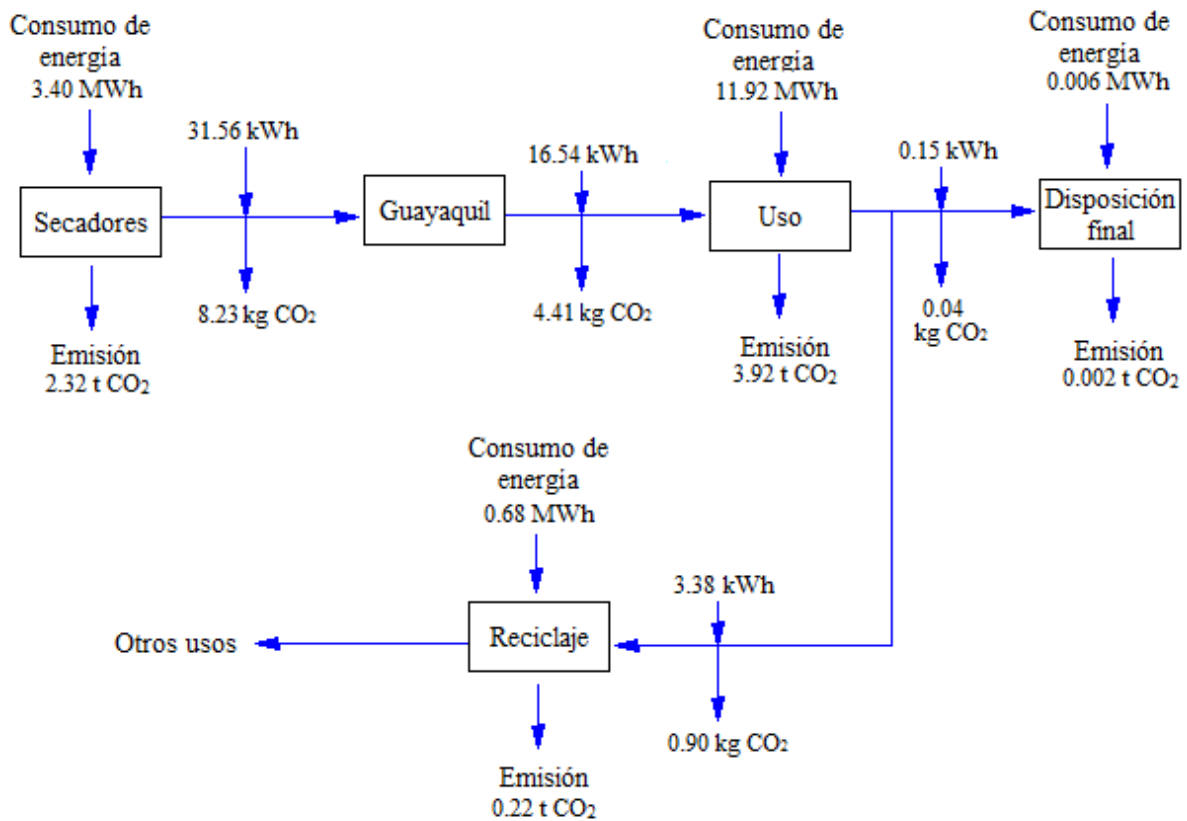 Consumo de
energía
3.40 MWh
31.56 kWh
Secadores
8.23 kg CO₂
Emisión
2.32 t CO₂
Guayaquil
16.54 kWh
4.41 kg CO₂
Consumo de
energía
11.92 MWh
Uso
Emisión
3.92 t CO₂
0.15 kWh
0.04
kg CO₂
Consumo de
energía
0.006 MWh
Disposición
final
Emisión
0.002 t CO₂
Consumo de
energía
0.68 MWh
3.38 kWh
Reciclaje
Otros usos
0.90 kg CO₂
Emisión
0.22 t CO₂